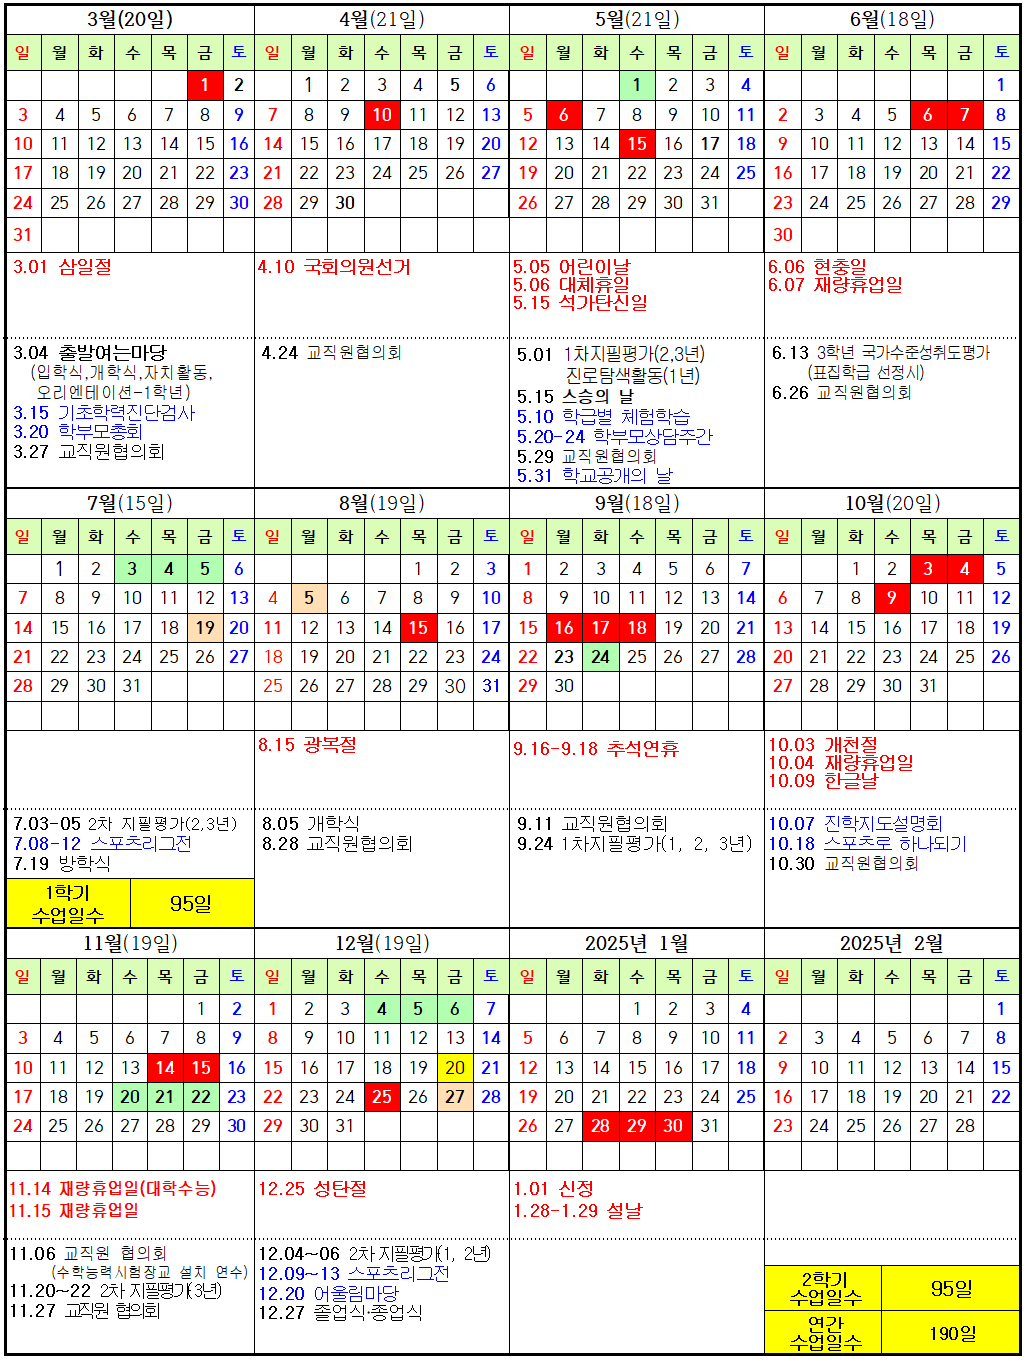 3월(20일) 4월(21일) 5월(21일) 6월(18일)
일 월 화 수 목 금 토 일 월 화 수 목 금 토 일 월 화 수 목 금 토 일 월 화 수 목 금 토
1 2 1 2 3 4 5 6 1 2 3 4 1
3 4 5 6 7 8 9 7 8 9 10 11 12 13 5 6 7 8 9 10 11 2 3 4 5 6 7 8
10 11 12 13 14 15 16 14 15 16 17 18 19 20 12 13 14 15 16 17 18 9 10 11 12 13 14 15
17 18 19 20 21 22 23 21 22 23 24 25 26 27 19 20 21 22 23 24 25 16 17 18 19 20 21 22
24 25 26 27 28 29 30 28 29 30 26 27 28 29 30 31 23 24 25 26 27 28 29
31 30
3.01 삼일절
4.10 국회의원선거
5.05 어린이날
5.06 대체휴일
5.15 석가탄신일
6.06 현충일
6.07 재량휴업일
3.04 출발여는마당
(입학식,개학식,자치활동,
오리엔테이션-1학년)
3.15 기초학력진단검사
3.20 학부모총회
3.27 교직원협의회
4.24 교직원협의회
5.01 1차지필평가(2,3년)
진로탐색활동(1년)
5.15 스승의 날
5.10 학급별 체험학습
5.20-24 학부모상담주간
5.29 교직원협의회
5.31 학교공개의 날
6.13 3학년 국가수준성취도평가
(표집학급 선정시)
6.26 교직원협의회
7월(15일) 8월(19일) 9월(18일) 10월(20일)
일 월 화 수 목 금 토 일 월 화 수 목 금 토 일 월 화 수 목 금 토 일 월 화 수 목 금 토
1 2 3 4 5 6 1 2 3 1 2 3 4 5 6 7 1 2 3 4 5
7 8 9 10 11 12 13 4 5 6 7 8 9 10 8 9 10 11 12 13 14 6 7 8 9 10 11 12
14 15 16 17 18 19 20 11 12 13 14 15 16 17 15 16 17 18 19 20 21 13 14 15 16 17 18 19
21 22 23 24 25 26 27 18 19 20 21 22 23 24 22 23 24 25 26 27 28 20 21 22 23 24 25 26
28 29 30 31 25 26 27 28 29 30 31 29 30 27 28 29 30 31
8.15 광복절
9.16-9.18 추석연휴
10.03 개천절
10.04 재량휴업일
10.09 한글날
7.03-05 2차 지필평가(2,3년)
7.08-12 스포츠리그전
7.19 방학식
1학기
수업일수
95일
8.05 개학식
8.28 교직원협의회
9.11 교직원협의회
9.24 1차지필평가(1, 2, 3년)
10.07 진학지도설명회
10.18 스포츠로 하나되기
10.30 교직원협의회
11월(19일) 12월(19일) 2025년 1월 2025년 2월
일 월 화 수 목 금 토 일 월 화 수 목 금 토 일 월 화 수 목 금 토 일 월 화 수 목 금 토
1 2 1 2 3 4 5 6 7 1 2 3 4 1
3 4 5 6 7 8 9 8 9 10 11 12 13 14 5 6 7 8 9 10 11 2 3 4 5 6 7 8
10 11 12 13 14 15 16 15 16 17 18 19 20 21 12 13 14 15 16 17 18 9 10 11 12 13 14 15
17 18 19 20 21 22 23 22 23 24 25 26 27 28 19 20 21 22 23 24 25 16 17 18 19 20 21 22
24 25 26 27 28 29 30 29 30 31 26 27 28 29 30 31 23 24 25 26 27 28
11.14 재량휴업일(대학수능)
11.15 재량휴업일
12.25 성탄절
1.01 신정
1.28-1.29 설날
11.06 교직원 협의회
(수학능력시험장교 설치 연수)
11.20~22 2차 지필평가(3년)
11.27 교직원 협의회
12.04~06 2차 지필평가(1, 2년)
12.09~13 스포츠리그전
12.20 어울림마당
12.27 졸업식·종업식
2학기
수업일수
95일
연간
수업일수
190일